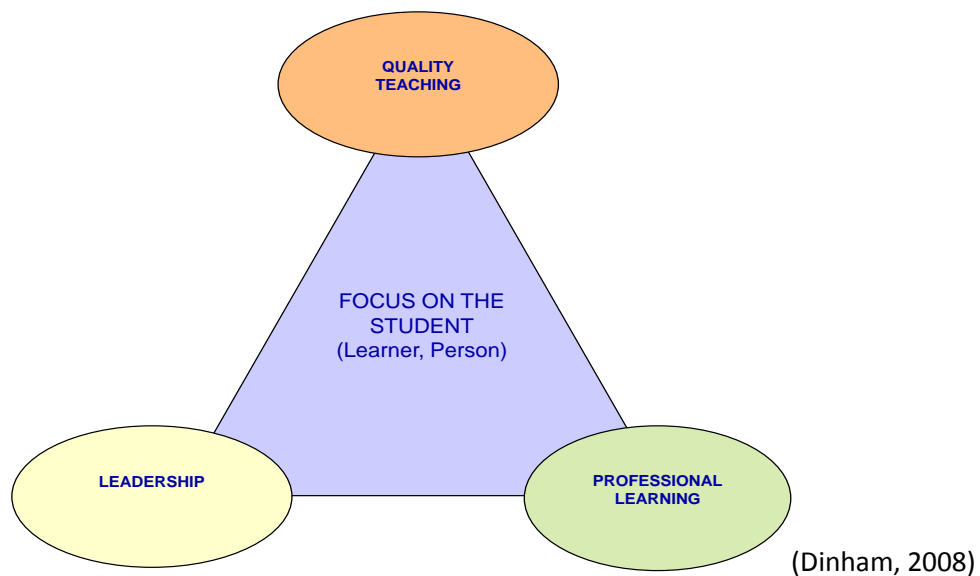 QUALITY
TEACHING
FOCUS ON THE
STUDENT
(Learner, Person)
LEADERSHIP
PROFESSIONAL
LEARNING
(Dinham, 2008)